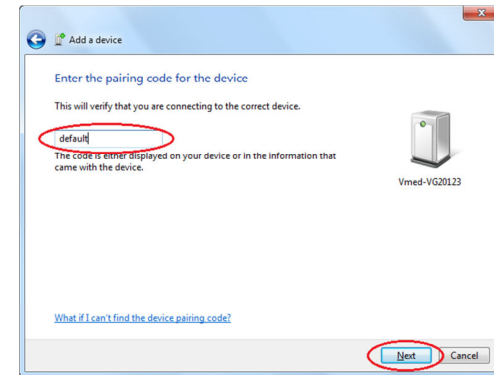 Add a device
Enter the pairing code for the device
This will verify that you are connecting to the correct device.
default
The code is either displayed on your device or in the information that
came with the device.
Vmed-VG20123
What if I can't find the device pairing code?
Next Cancel